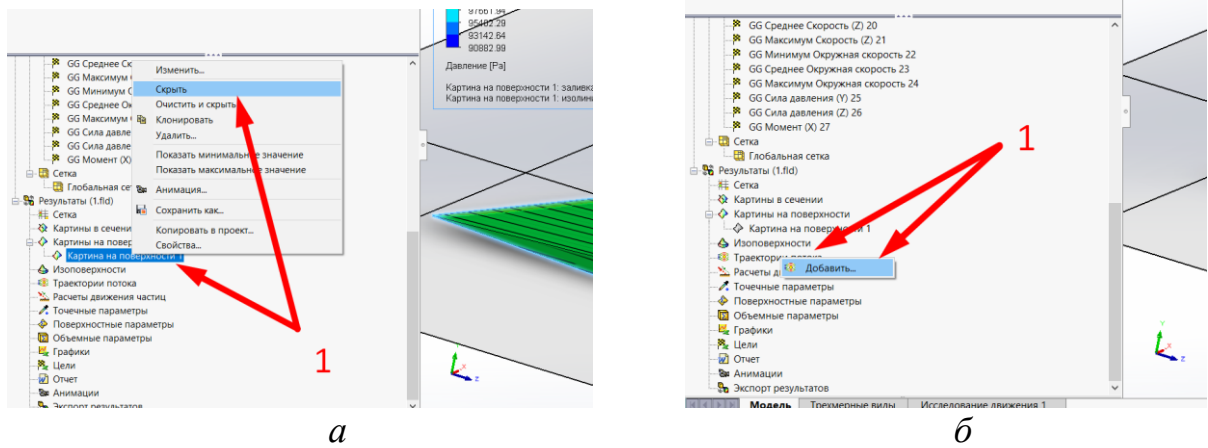 97661.94
95402.29
93142.64
90882.99
Давление [Pa]
Картина на поверхности 1: заливка
Картина на поверхности 1: изолини
GG Среднее Ск
GG Максимум
GG Минимум О
GG Среднее Ок
GG Максимум
GG Сила давле
GG Сила давле
GG Момент (X)
Сетка
Глобальная се
Результаты (1.fld)
Сетка
Картины в сечени
Картины на повер
Картина на поверхности 1
Изоповерхности
Траектории потока
Расчеты движения частиц
Точечные параметры
Поверхностные параметры
Объемные параметры
Графики
Цели
Отчет
Анимации
Экспорт результатов
Изменить...
Скрыть
Очистить и скрыть
Клонировать
Удалить...
Показать минимальное значение
Показать максимальное значение
Анимация...
Сохранить как...
Копировать в проект...
Свойства...
1
Y
X
Z
а
GG Среднее Скорость (Z) 20
GG Максимум Скорость (Z) 21
GG Минимум Окружная скорость 22
GG Среднее Окружная скорость 23
GG Максимум Окружная скорость 24
GG Сила давления (Y) 25
GG Сила давления (Z) 26
GG Момент (X) 27
Сетка
Глобальная сетка
Результаты (1.fld)
Сетка
Картины в сечении
Картины на поверхности
Картина на поверхности 1
Изоповерхности
Траектории потока
Расчеты д
Добавить...
Точечные параметры
Поверхностные параметры
Объемные параметры
Графики
Цели
Отчет
Анимации
Экспорт результатов
Модель Трехмерные виды Исследование движения 1
1
Y
X
Z
б